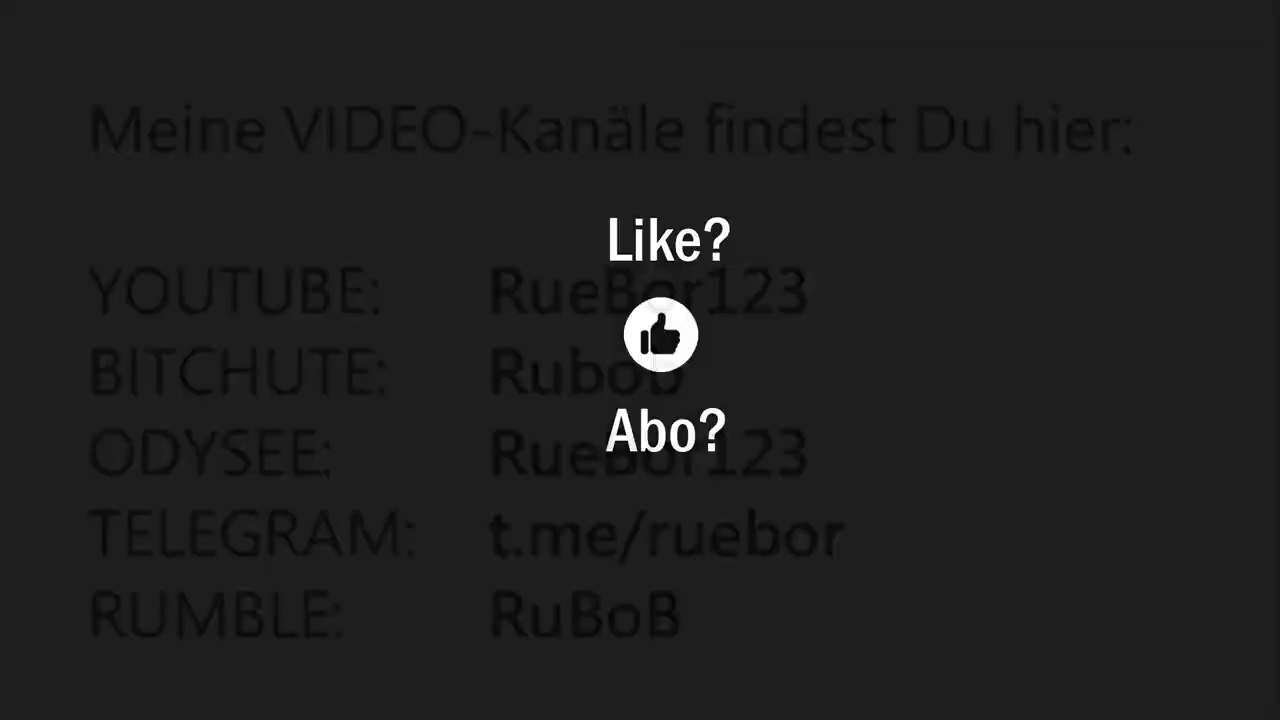 Meine VIDEO-Kanäle findest Du hier:
Like?
YOUTUBE: RueBor123
BITCHUTE: Rubob
Abo?
ODYSEE: RueBor123
TELEGRAM: t.me/ruebor
RUMBLE: RuBoB